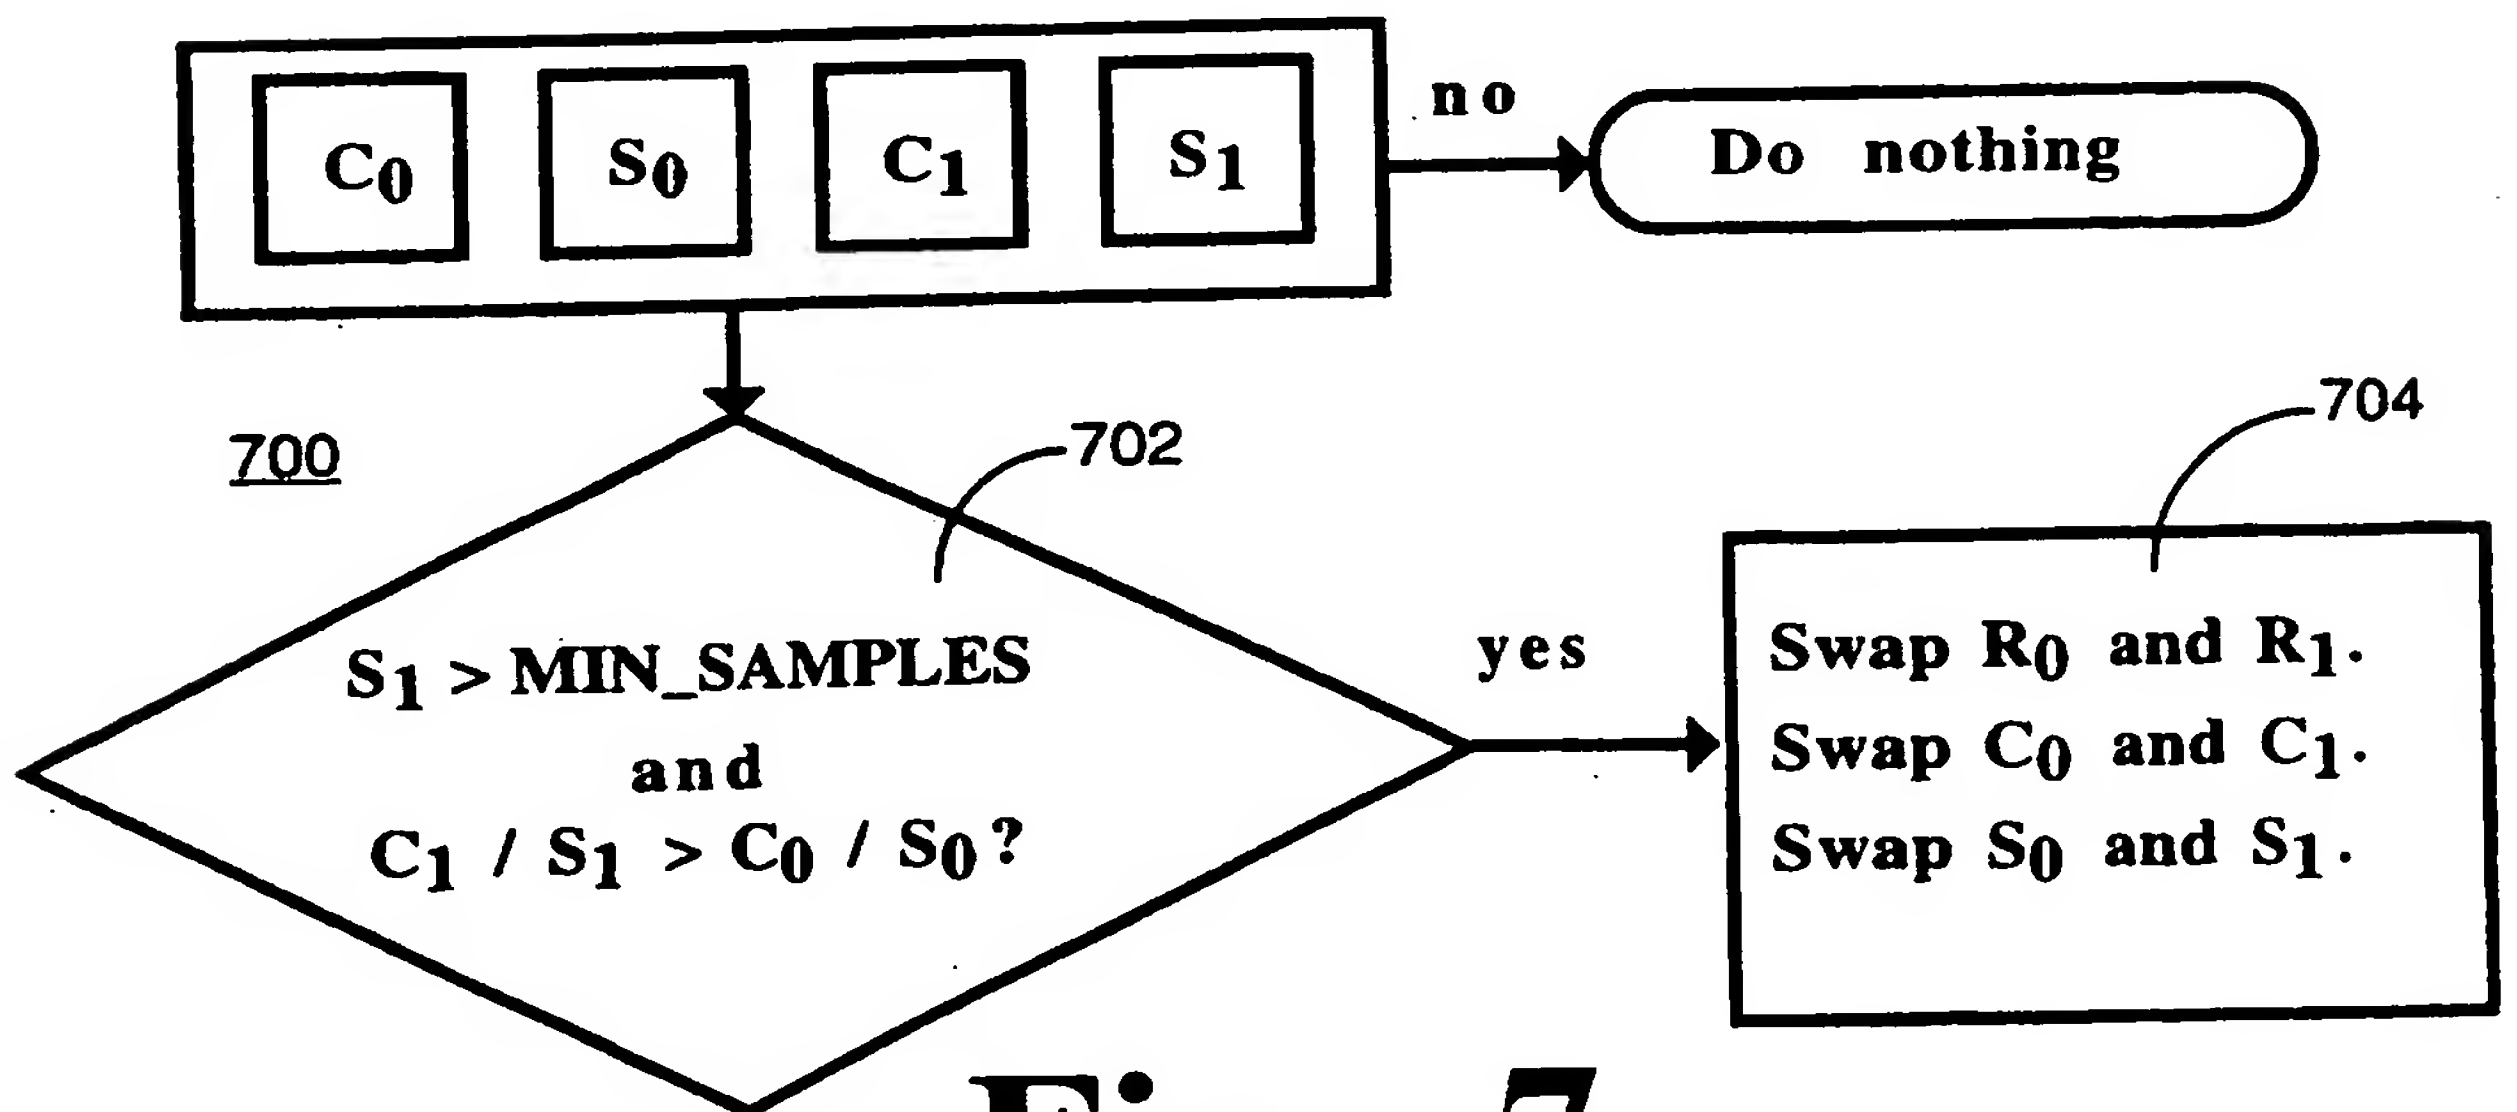 C0 S0 C1 S1
no
Do nothing
700
702
704
S1 > MIN_SAMPLES
and
C1 / S1 > C0 / S0?
yes
Swap R0 and R1.
Swap C0 and C1.
Swap S0 and S1.